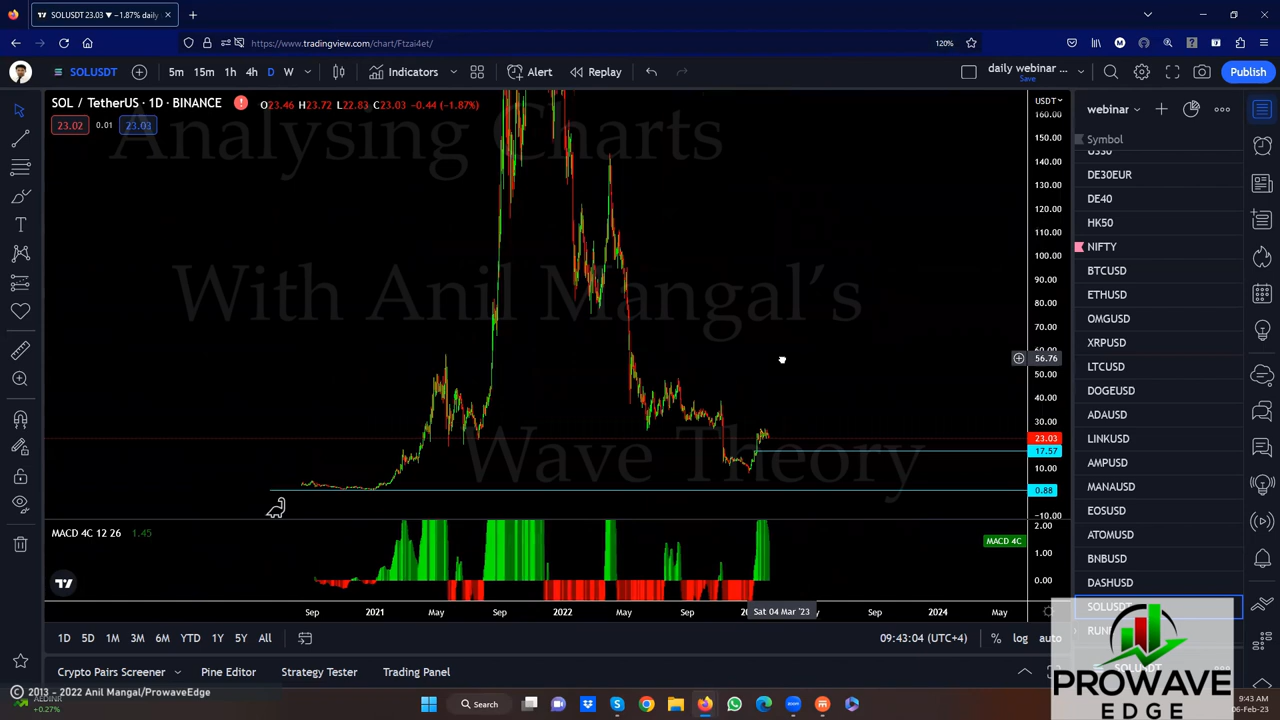 SOLUSDT 23.03 ▼ −1.87% daily
https://www.tradingview.com/chart/Ftzai4et/
120%
SOLUSDT
5m 15m 1h 4h D W
Indicators
Alert
Replay
daily webinar ...
Save
Publish
SOL / TetherUS · 1D · BINANCE
O23.46 H23.72 L22.83 C23.03 −0.44 (−1.87%)
23.02 0.01 23.03
USDT
160.00
150.00
140.00
130.00
120.00
110.00
100.00
90.00
80.00
70.00
60.00
56.76
50.00
40.00
30.00
23.03
17.57
10.00
0.88
−10.00
Analysing Charts
With Anil Mangal's
Wave Theory
MACD 4C 12 26 1.45
MACD 4C
2.00
1.00
0.00
Sep 2021 May Sep 2022 May Sep Sat 04 Mar '23 Sep 2024 May
1D 5D 1M 3M 6M YTD 1Y 5Y All
09:43:04 (UTC+4) % log auto
Crypto Pairs Screener
Pine Editor
Strategy Tester
Trading Panel
webinar
Symbol
US30
DE30EUR
DE40
HK50
NIFTY
BTCUSD
ETHUSD
OMGUSD
XRPUSD
LTCUSD
DOGEUSD
ADAUSD
LINKUSD
AMPUSD
MANAUSD
EOSUSD
ATOMUSD
BNBUSD
DASHUSD
SOLUSDT
SOLUSDT
PROWAVE
EDGE
© 2013 - 2022 Anil Mangal/ProwaveEdge
+0.27%
Search
9:43 AM
06-Feb-23